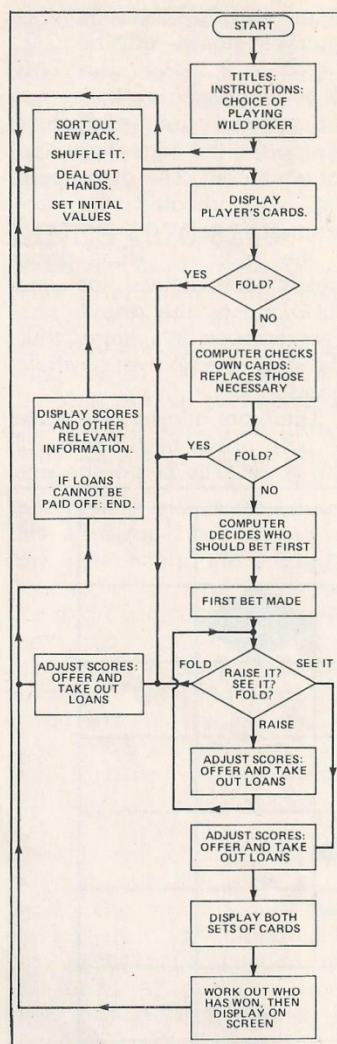 START
TITLES:
INSTRUCTIONS:
CHOICE OF
PLAYING
WILD POKER
SORT OUT
NEW PACK.
SHUFFLE IT.
DEAL OUT
HANDS.
SET INITIAL
VALUES
DISPLAY
PLAYER'S CARDS.
YES
FOLD?
NO
COMPUTER CHECKS
OWN CARDS:
REPLACES THOSE
NECESSARY
DISPLAY SCORES
AND OTHER
RELEVANT
INFORMATION.
IF LOANS
CANNOT BE
PAID OFF: END.
YES
FOLD?
NO
COMPUTER
DECIDES WHO
SHOULD BET FIRST
FIRST BET MADE
ADJUST SCORES:
OFFER AND
TAKE OUT
LOANS
FOLD
RAISE IT?
SEE IT?
FOLD?
SEE IT
RAISE
ADJUST SCORES:
OFFER AND TAKE
OUT LOANS
ADJUST SCORES:
OFFER AND TAKE
OUT LOANS
DISPLAY BOTH
SETS OF CARDS
WORK OUT WHO
HAS WON, THEN
DISPLAY ON
SCREEN